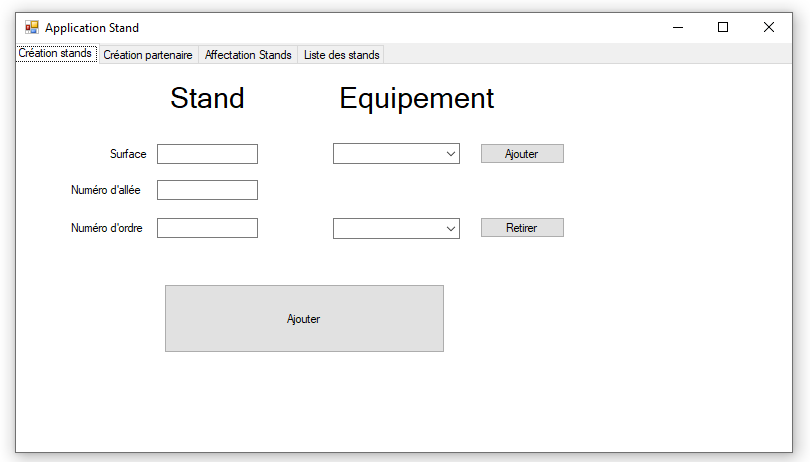 Application Stand
Création stands Création partenaire Affectation Stands Liste des stands
Stand Equipement
Surface Ajouter
Numéro d'allée
Numéro d'ordre Retirer
Ajouter